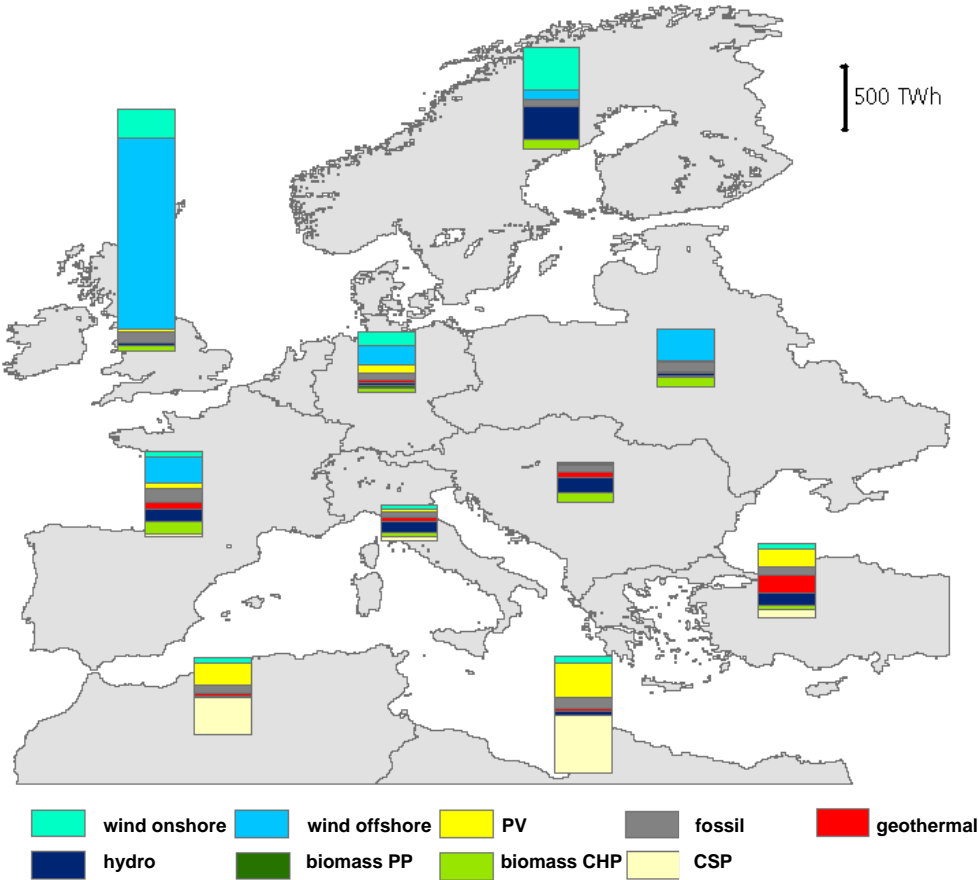 500 TWh
wind onshore wind offshore PV fossil geothermal
hydro biomass PP biomass CHP CSP